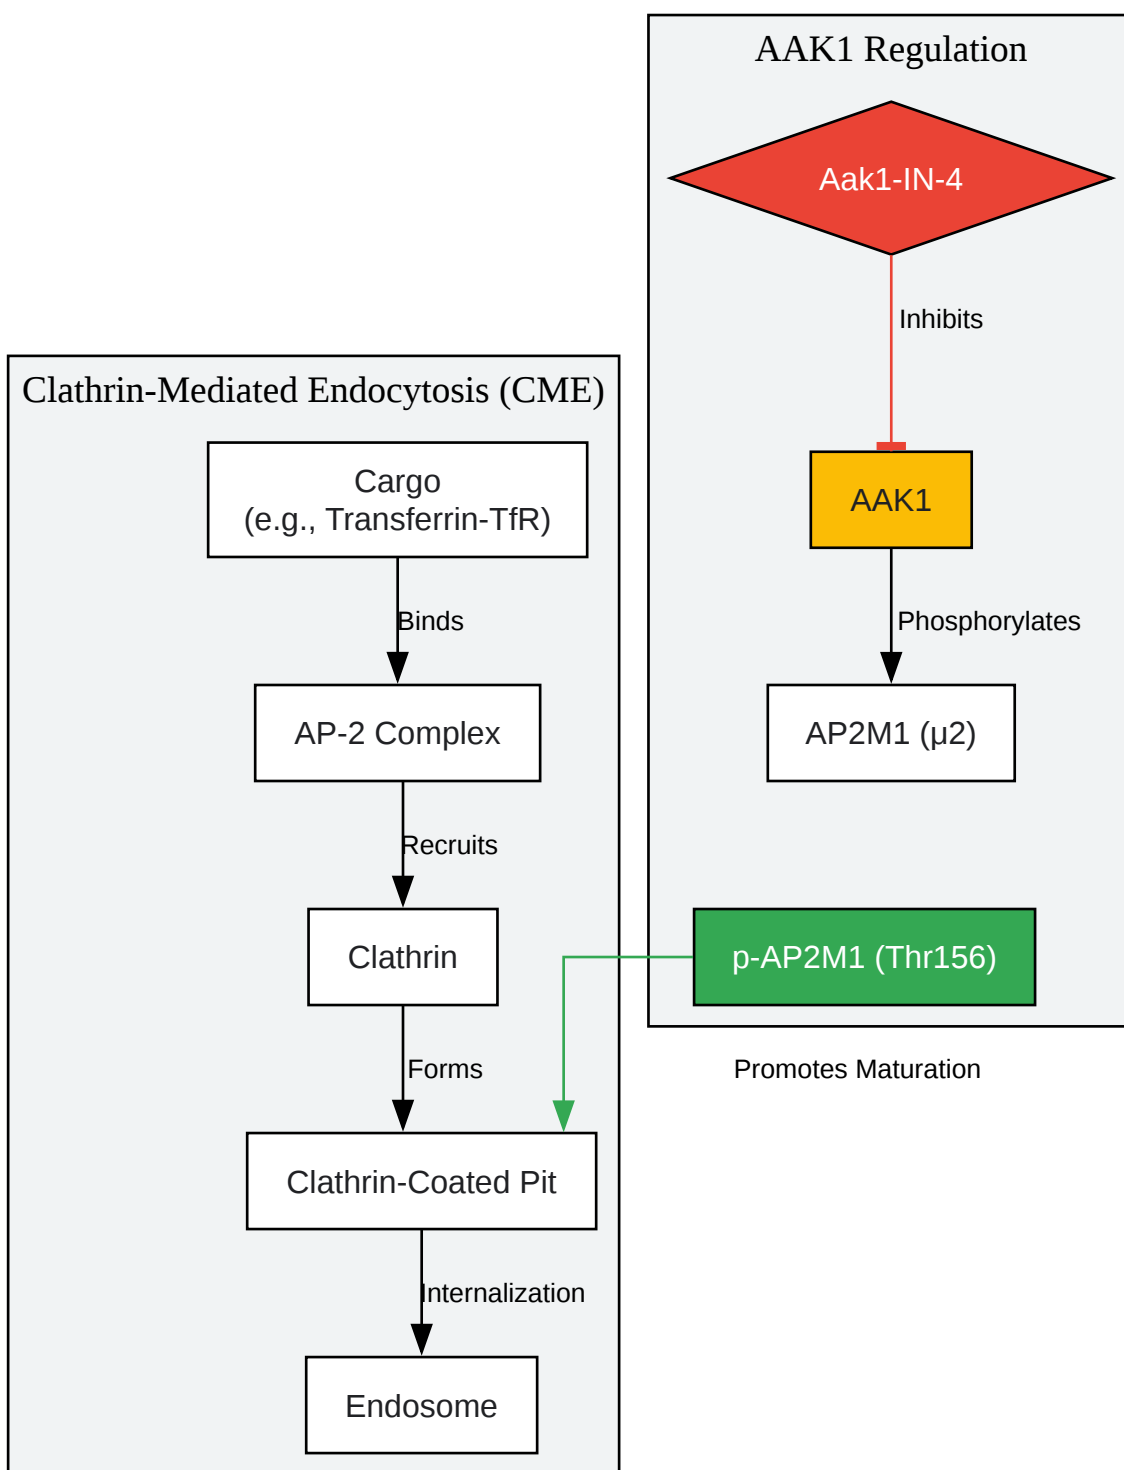 AAK1 Regulation
Aak1-IN-4
Inhibits
AAK1
Phosphorylates
AP2M1 (μ2)
p-AP2M1 (Thr156)
Promotes Maturation
Clathrin-Mediated Endocytosis (CME)
Cargo
(e.g., Transferrin-TfR)
Binds
AP-2 Complex
Recruits
Clathrin
Forms
Clathrin-Coated Pit
Internalization
Endosome